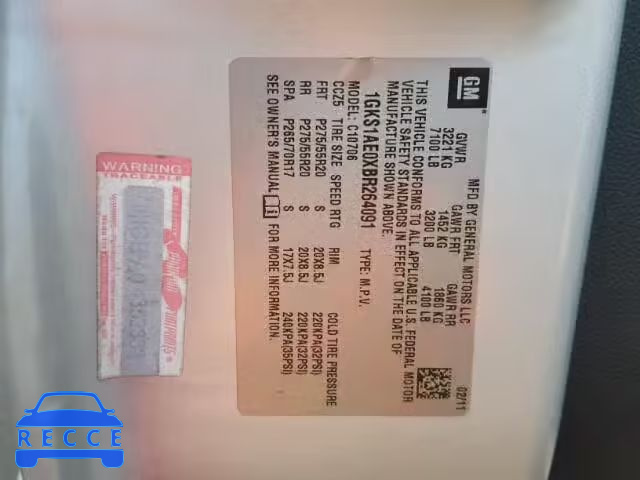 GM
MFD BY GENERAL MOTORS LLC
02/11
GVWR GAWR FRT GAWR RR
3221 KG 1452 KG 1860 KG
7100 LB 3200 LB 4100 LB
THIS VEHICLE CONFORMS TO ALL APPLICABLE U.S. FEDERAL MOTOR
VEHICLE SAFETY STANDARDS IN EFFECT ON THE DATE OF
MANUFACTURE SHOWN ABOVE.
1GKS1AE0XBR264091 TYPE: M.P.V.
MODEL: C10706
CCZ5 TIRE SIZE SPEED RTG RIM COLD TIRE PRESSURE
FRT P275/55R20 S 20X8.5J 220KPA(32PSI)
RR P275/55R20 S 20X8.5J 220KPA(32PSI)
SPA P265/70R17 S 17X7.5J 240KPA(35PSI)
SEE OWNER'S MANUAL FOR MORE INFORMATION.
WARNING
TRACEABLE
RECCE